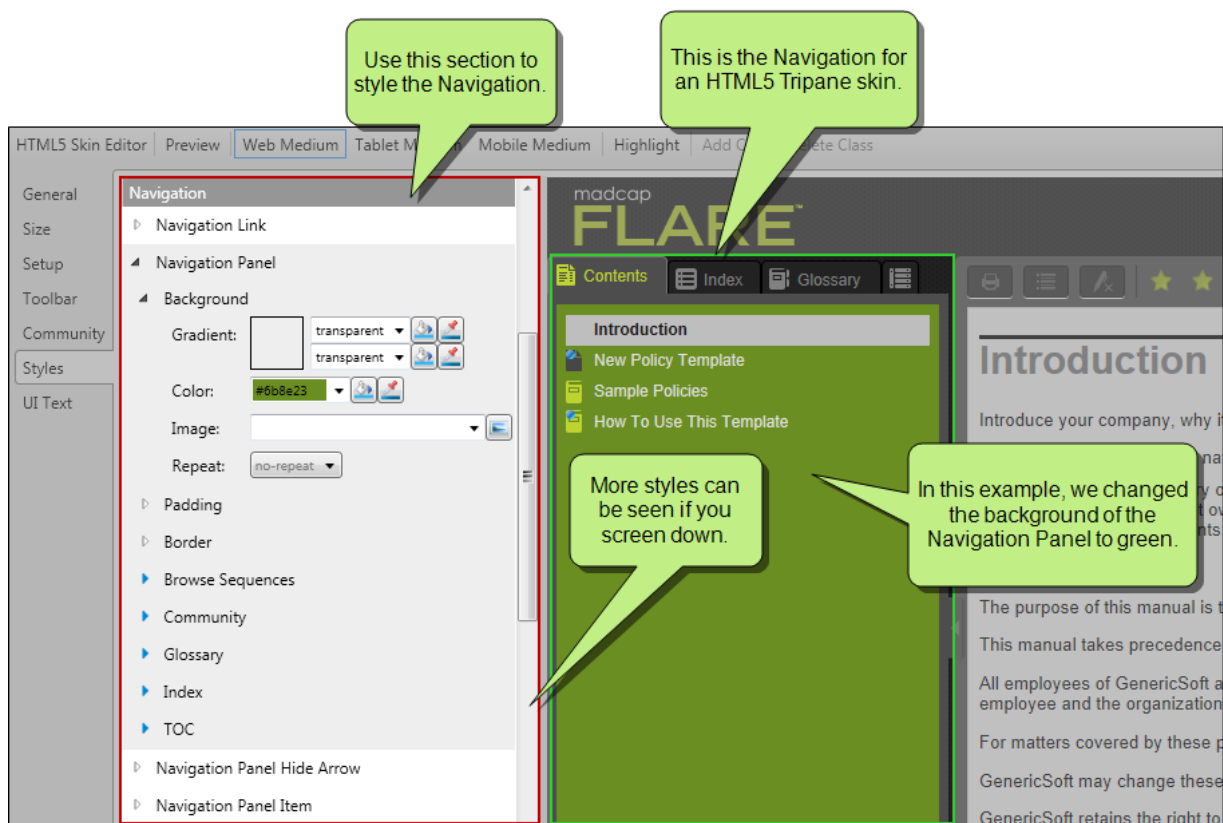 Use this section to
style the Navigation.
This is the Navigation for
an HTML5 Tripane skin.
HTML5 Skin Editor Preview Web Medium Tablet Mobile Medium Highlight Add Class
General
Size
Setup
Toolbar
Community
Styles
UI Text
Navigation
Navigation Link
Navigation Panel
Background
Gradient: transparent
transparent
Color: #6b8e23
Image:
Repeat: no-repeat
Padding
Border
Browse Sequences
Community
Glossary
Index
TOC
Navigation Panel Hide Arrow
Navigation Panel Item
madcap
FLARE™
Contents Index Glossary
Introduction
New Policy Template
Sample Policies
How To Use This Template
More styles can
be seen if you
screen down.
In this example, we changed
the background of the
Navigation Panel to green.
Introduction
Introduce your company, why
The purpose of this manual is
This manual takes precedence
All employees of GenericSoft
employee and the organization
For matters covered by these
GenericSoft may change these
GenericSoft retains the right to